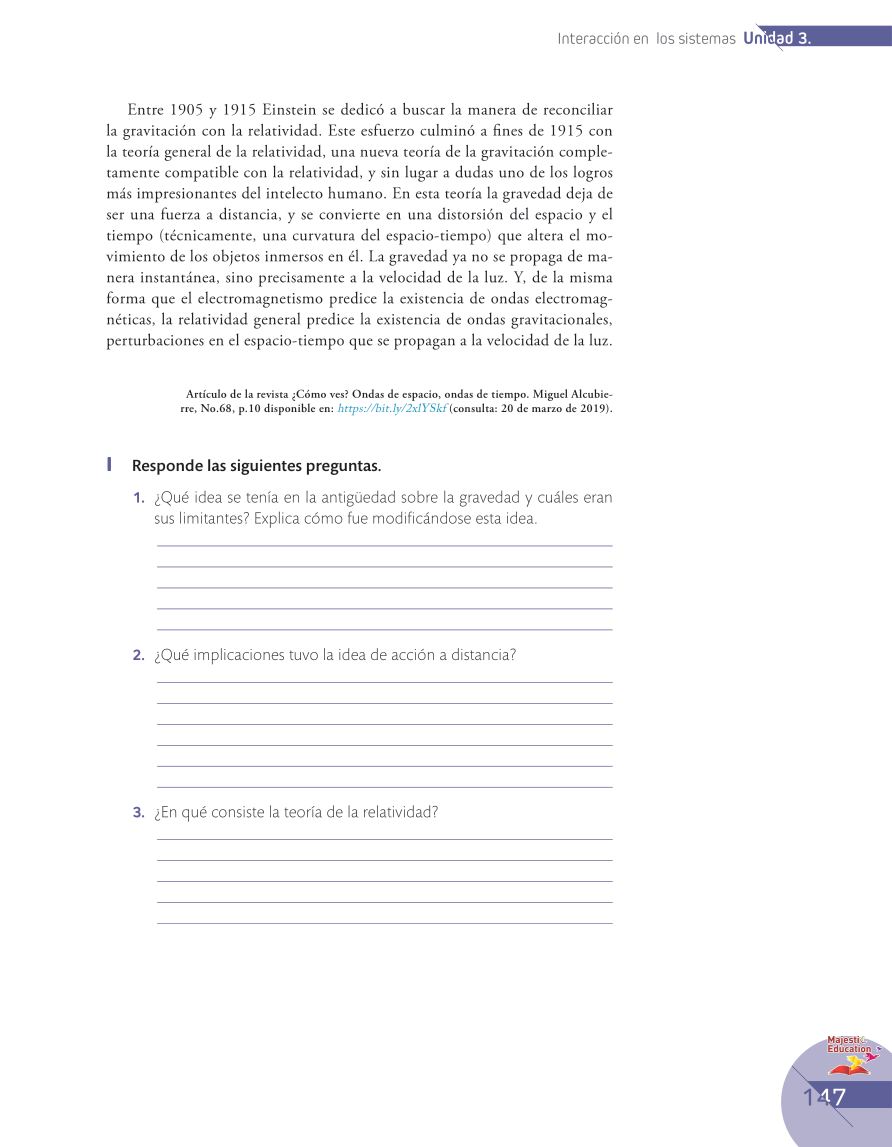 Interacción en los sistemas Unidad 3.
Entre 1905 y 1915 Einstein se dedicó a buscar la manera de reconciliar
la gravitación con la relatividad. Este esfuerzo culminó a fines de 1915 con
la teoría general de la relatividad, una nueva teoría de la gravitación comple-
tamente compatible con la relatividad, y sin lugar a dudas uno de los logros
más impresionantes del intelecto humano. En esta teoría la gravedad deja de
ser una fuerza a distancia, y se convierte en una distorsión del espacio y el
tiempo (técnicamente, una curvatura del espacio-tiempo) que altera el mo-
vimiento de los objetos inmersos en él. La gravedad ya no se propaga de ma-
nera instantánea, sino precisamente a la velocidad de la luz. Y, de la misma
forma que el electromagnetismo predice la existencia de ondas electromag-
néticas, la relatividad general predice la existencia de ondas gravitacionales,
perturbaciones en el espacio-tiempo que se propagan a la velocidad de la luz.
Artículo de la revista ¿Cómo ves? Ondas de espacio, ondas de tiempo. Miguel Alcubie-
rre, No.68, p.10 disponible en: https://bit.ly/2xlYSkf (consulta: 20 de marzo de 2019).
I Responde las siguientes preguntas.
1. ¿Qué idea se tenía en la antigüedad sobre la gravedad y cuáles eran
sus limitantes? Explica cómo fue modificándose esta idea.
2. ¿Qué implicaciones tuvo la idea de acción a distancia?
3. ¿En qué consiste la teoría de la relatividad?
Majestic
Education
147